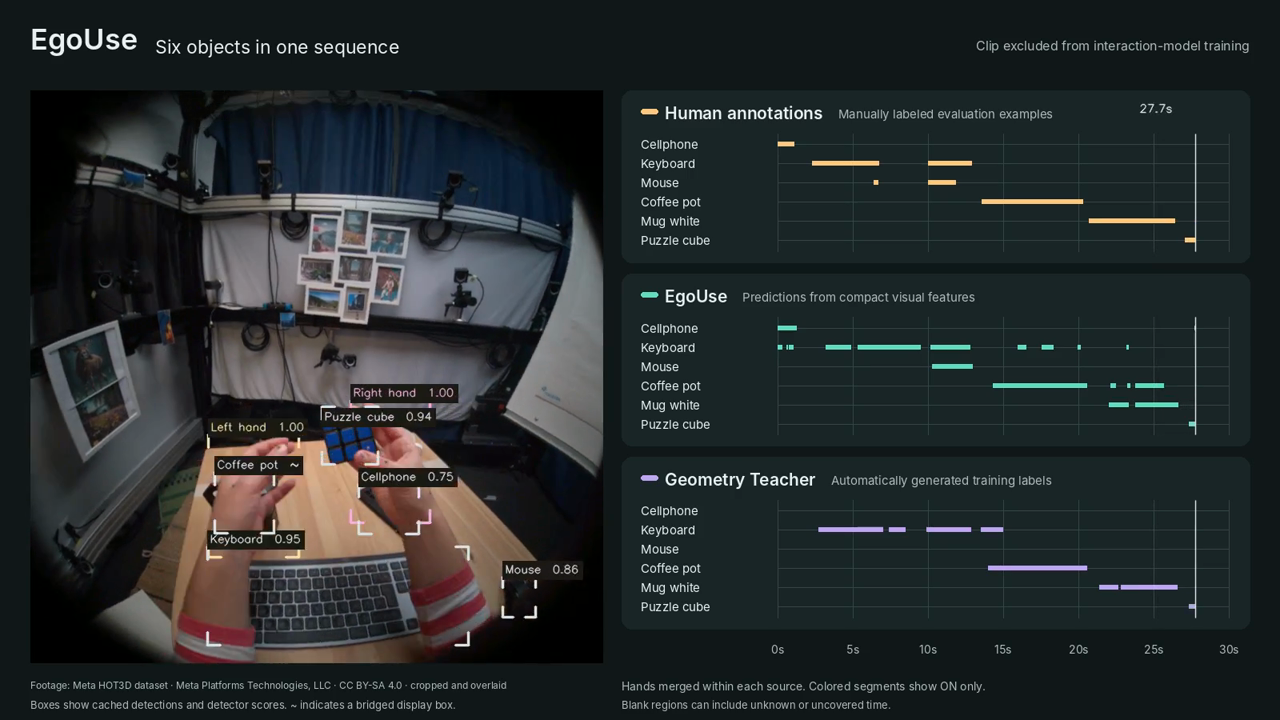 EgoUse Six objects in one sequence
Clip excluded from interaction-model training
Right hand 1.00
Puzzle cube 0.94
Left hand 1.00
Coffee pot ~
Cellphone 0.75
Keyboard 0.95
Mouse 0.86
Human annotations Manually labeled evaluation examples 27.7s
Cellphone
Keyboard
Mouse
Coffee pot
Mug white
Puzzle cube
EgoUse Predictions from compact visual features
Cellphone
Keyboard
Mouse
Coffee pot
Mug white
Puzzle cube
Geometry Teacher Automatically generated training labels
Cellphone
Keyboard
Mouse
Coffee pot
Mug white
Puzzle cube
0s 5s 10s 15s 20s 25s 30s
Footage: Meta HOT3D dataset · Meta Platforms Technologies, LLC · CC BY-SA 4.0 · cropped and overlaid
Boxes show cached detections and detector scores. ~ indicates a bridged display box.
Hands merged within each source. Colored segments show ON only.
Blank regions can include unknown or uncovered time.